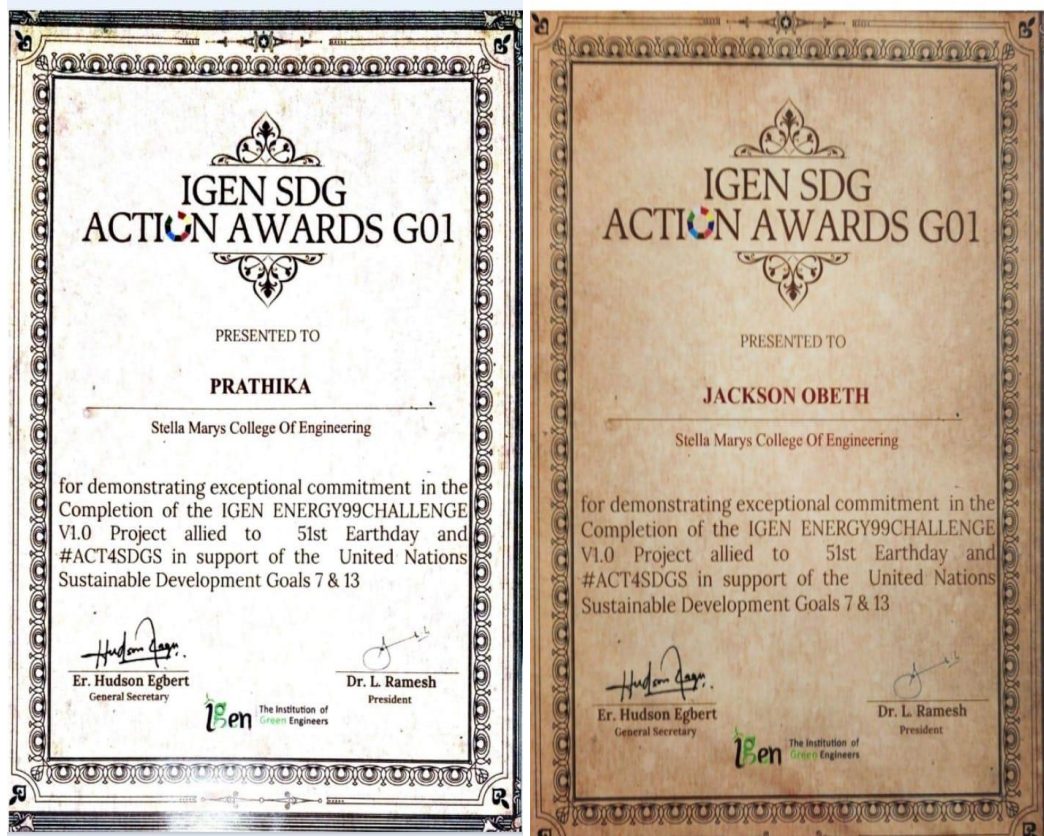 IGEN SDG
ACTION AWARDS G01
PRESENTED TO
PRATHIKA
Stella Marys College Of Engineering
for demonstrating exceptional commitment in the
Completion of the IGEN ENERGY99CHALLENGE
V1.0 Project allied to 51st Earthday and
#ACT4SDGS in support of the United Nations
Sustainable Development Goals 7 & 13
Er. Hudson Egbert
General Secretary
Dr. L. Ramesh
President
igen
The Institution of
Green Engineers
IGEN SDG
ACTION AWARDS G01
PRESENTED TO
JACKSON OBETH
Stella Marys College Of Engineering
for demonstrating exceptional commitment in the
Completion of the IGEN ENERGY99CHALLENGE
V1.0 Project allied to 51st Earthday and
#ACT4SDGS in support of the United Nations
Sustainable Development Goals 7 & 13
Er. Hudson Egbert
General Secretary
Dr. L. Ramesh
President
igen
The Institution of
Green Engineers